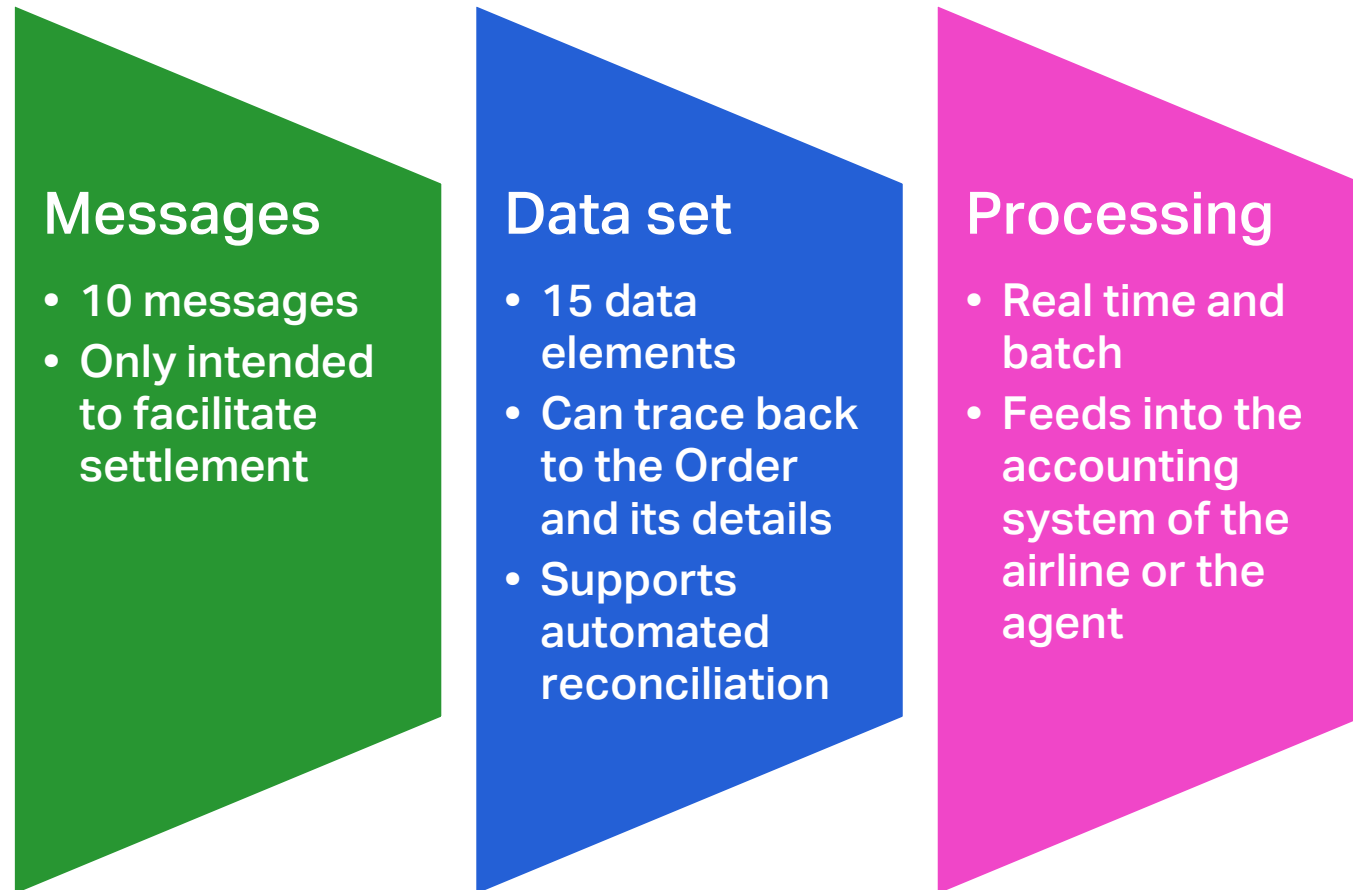 Messages
• 10 messages
• Only intended
to facilitate
settlement
Data set
• 15 data
elements
• Can trace back
to the Order
and its details
• Supports
automated
reconciliation
Processing
• Real time and
batch
• Feeds into the
accounting
system of the
airline or the
agent